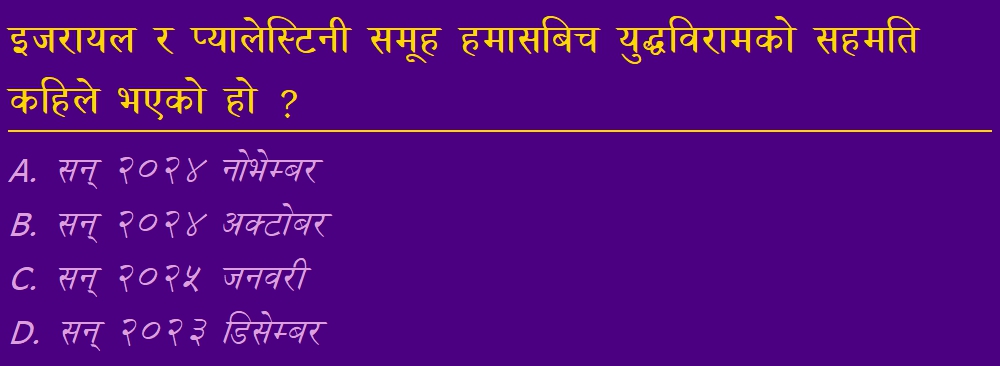 इजरायल र प्यालेस्टिनी समूह हमासबिच युद्धविरामको सहमति
कहिले भएको हो ?
A. सन् २०२४ नोभेम्बर
B. सन् २०२४ अक्टोबर
C. सन् २०२५ जनवरी
D. सन् २०२३ डिसेम्बर